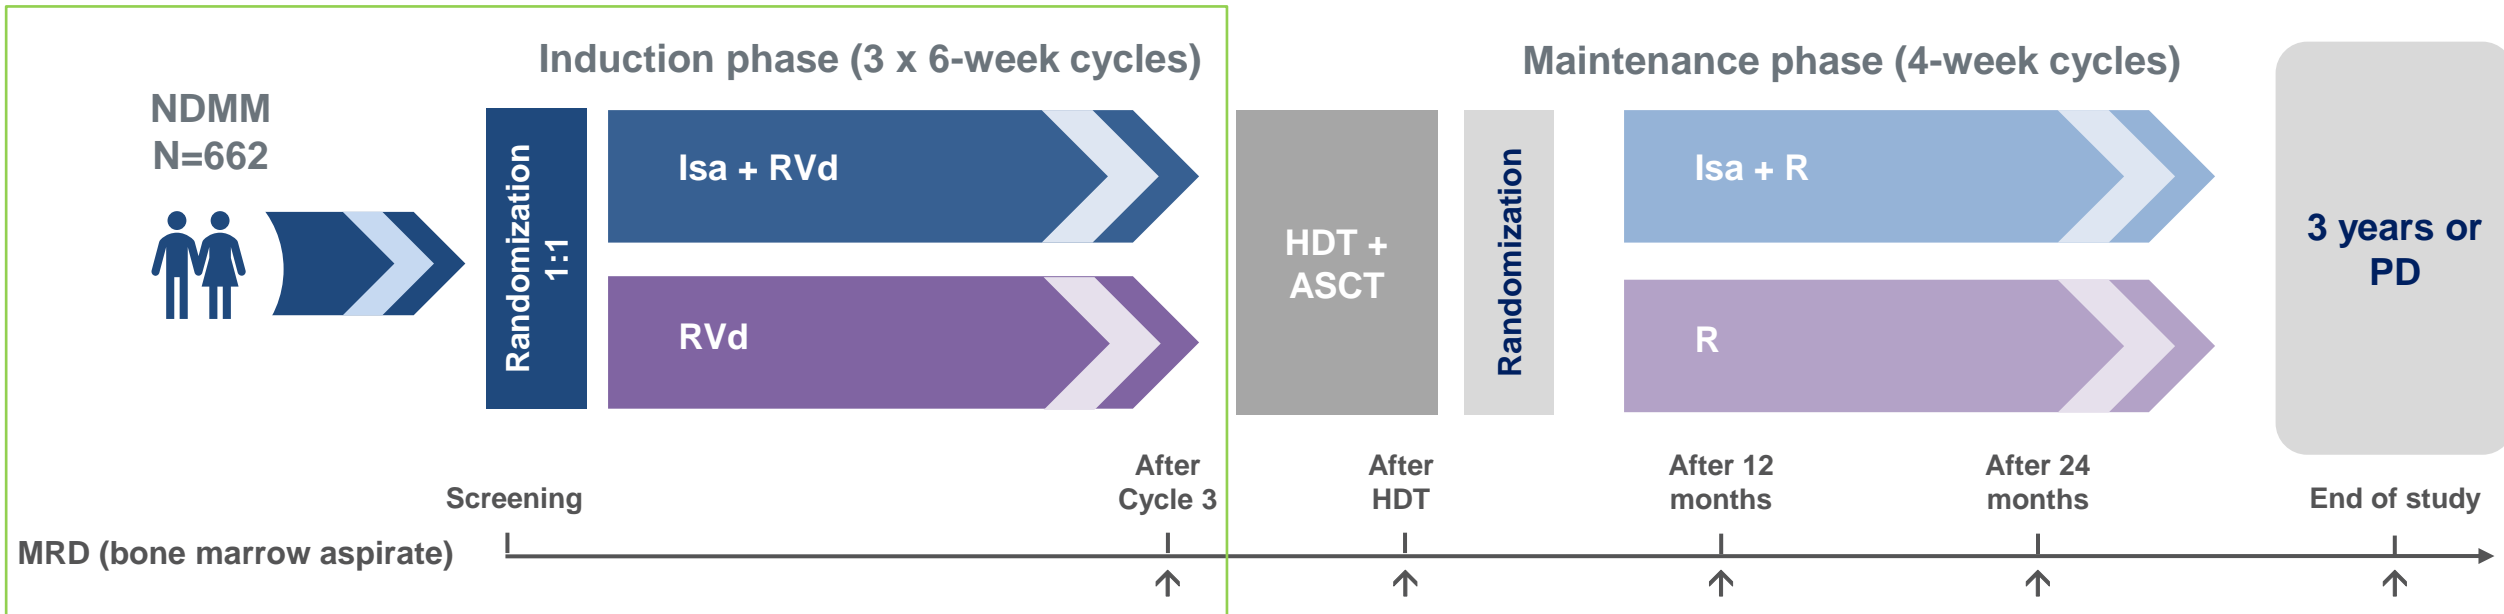 Induction phase (3 x 6-week cycles)
Maintenance phase (4-week cycles)
NDMM
N=662
Randomization
1:1
Isa + RVd
RVd
HDT +
ASCT
Randomization
Isa + R
R
3 years or
PD
Screening
After
Cycle 3
After
HDT
After 12
months
After 24
months
End of study
MRD (bone marrow aspirate)